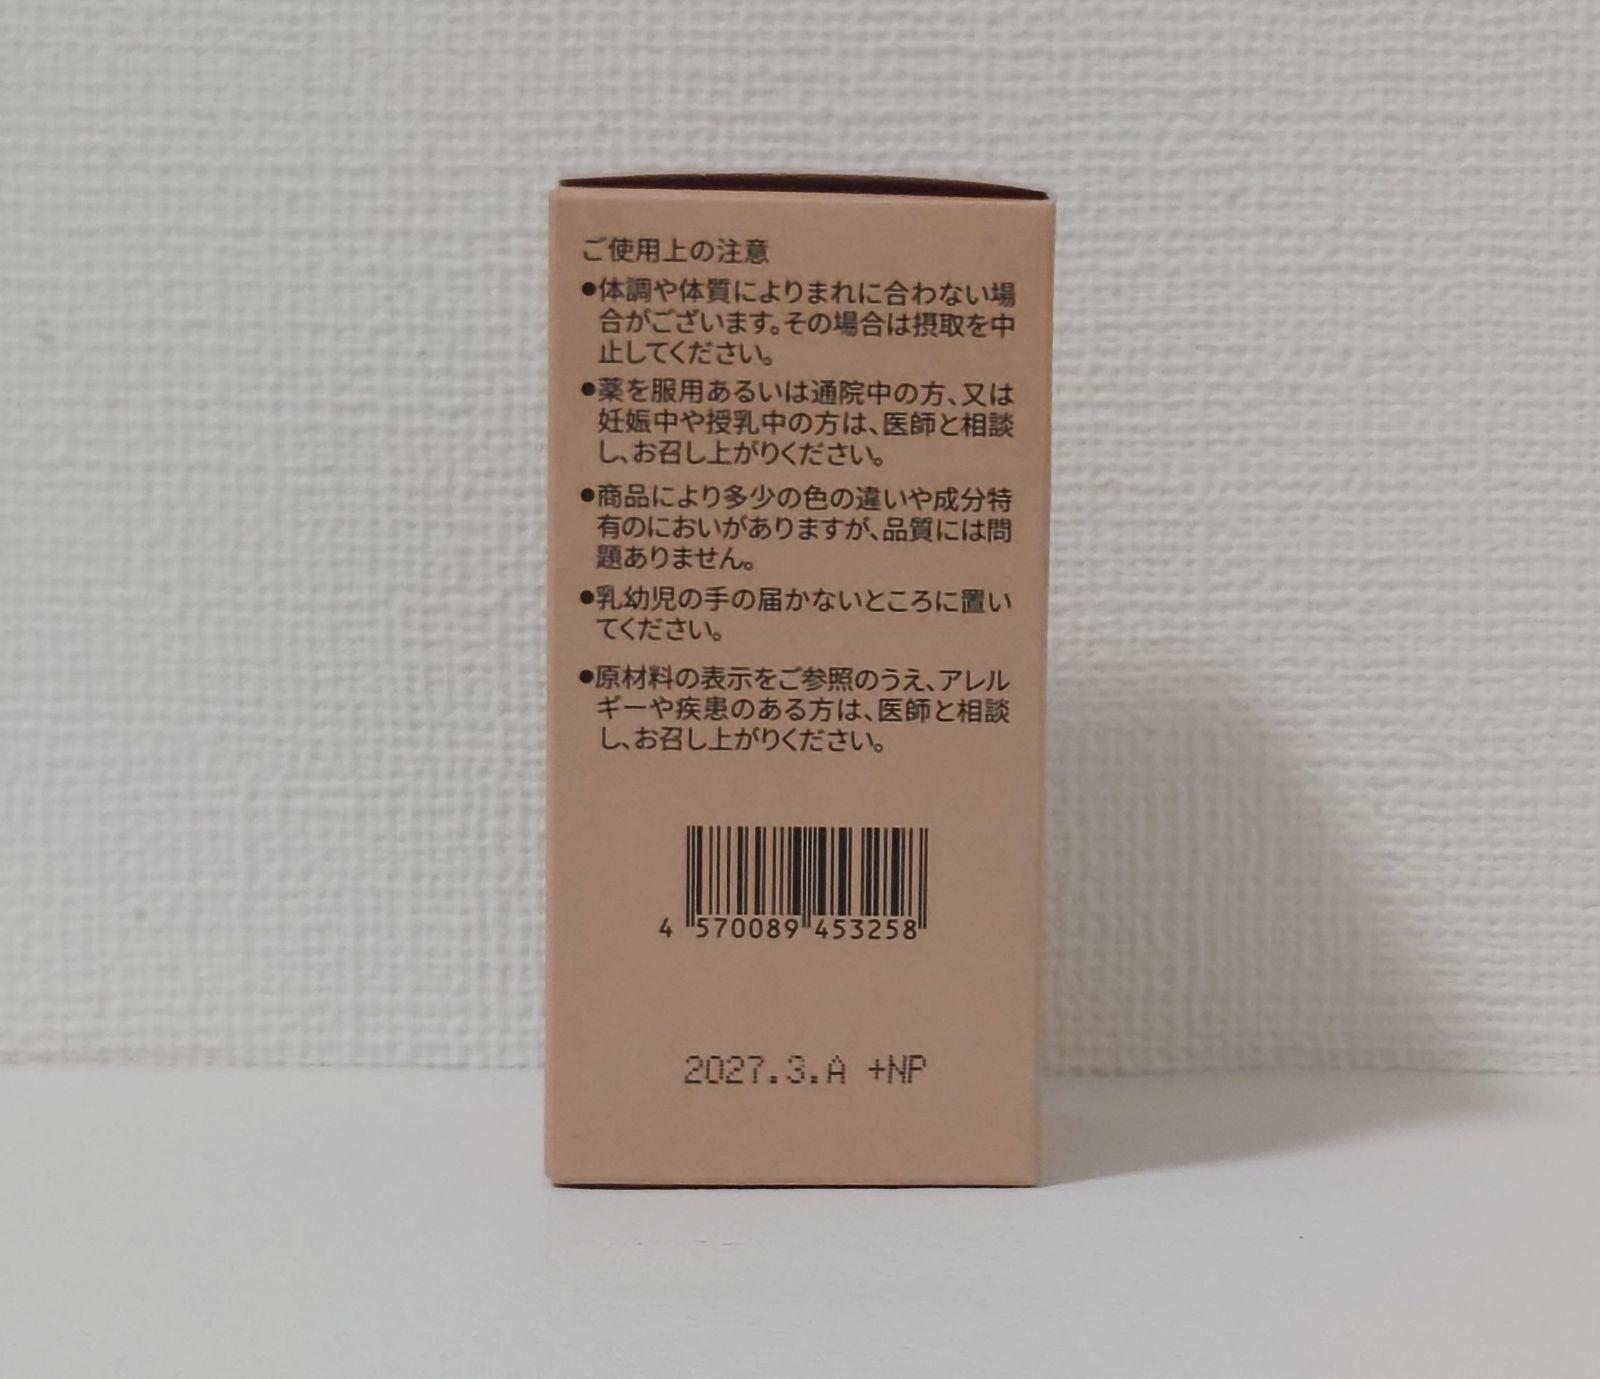 ご使用上の注意
●体調や体質によりまれに合わない場
合がございます。その場合は摂取を中
止してください。
●薬を服用あるいは通院中の方、又は
妊娠中や授乳中の方は、医師と相談
し、お召し上がりください。
●商品により多少の色の違いや成分特
有のにおいがありますが、品質には問
題ありません。
●乳幼児の手の届かないところに置い
てください。
●原材料の表示をご参照のうえ、アレル
ギーや疾患のある方は、医師と相談
し、お召し上がりください。
4 570089 453258
2027.3.A +NP